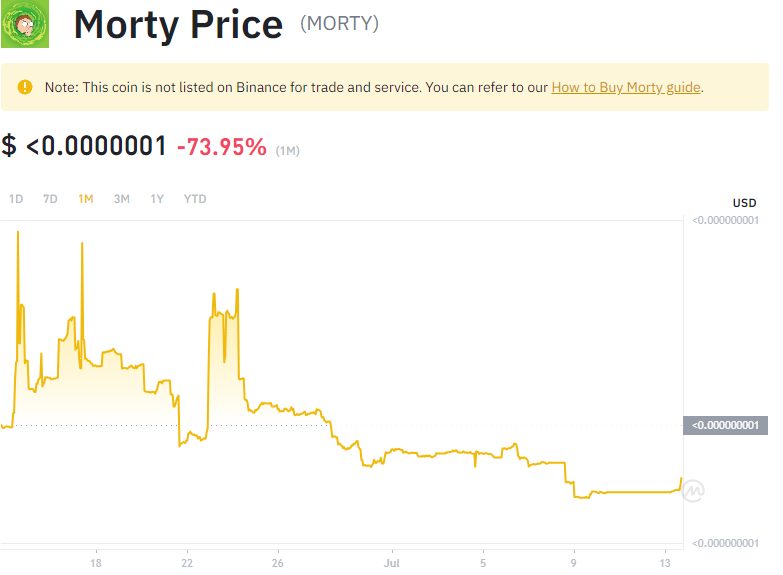 Morty Price (MORTY)
Note: This coin is not listed on Binance for trade and service. You can refer to our How to Buy Morty guide.
$ <0.0000001 -73.95% (1M)
1D 7D 1M 3M 1Y YTD
USD
<0.000000001
<0.000000001
<0.000000001
18 22 26 Jul 5 9 13